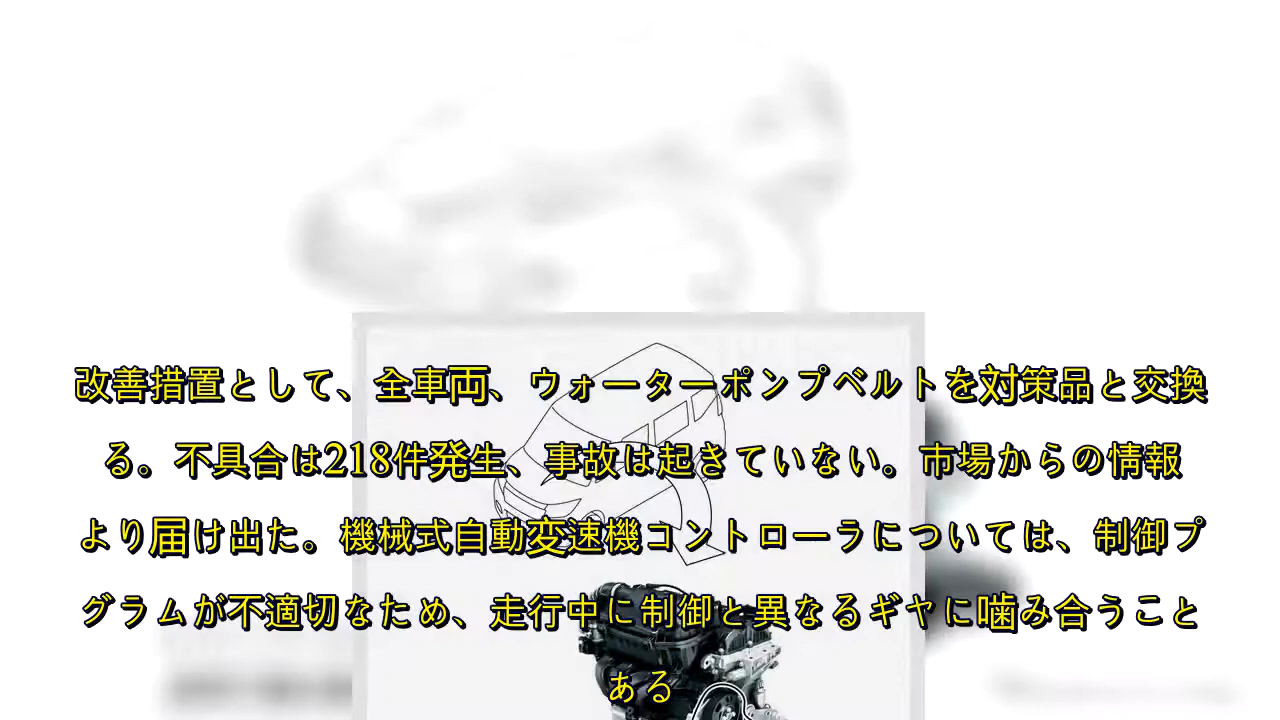 改善措置として、全車両、ウォーターポンプベルトを対策品と交換
る。不具合は218件発生、事故は起きていない。市場からの情報
より届け出た。機械式自動変速機コントローラについては、制御プ
グラムが不適切なため、走行中に制御と異なるギヤに噛み合うこと
ある